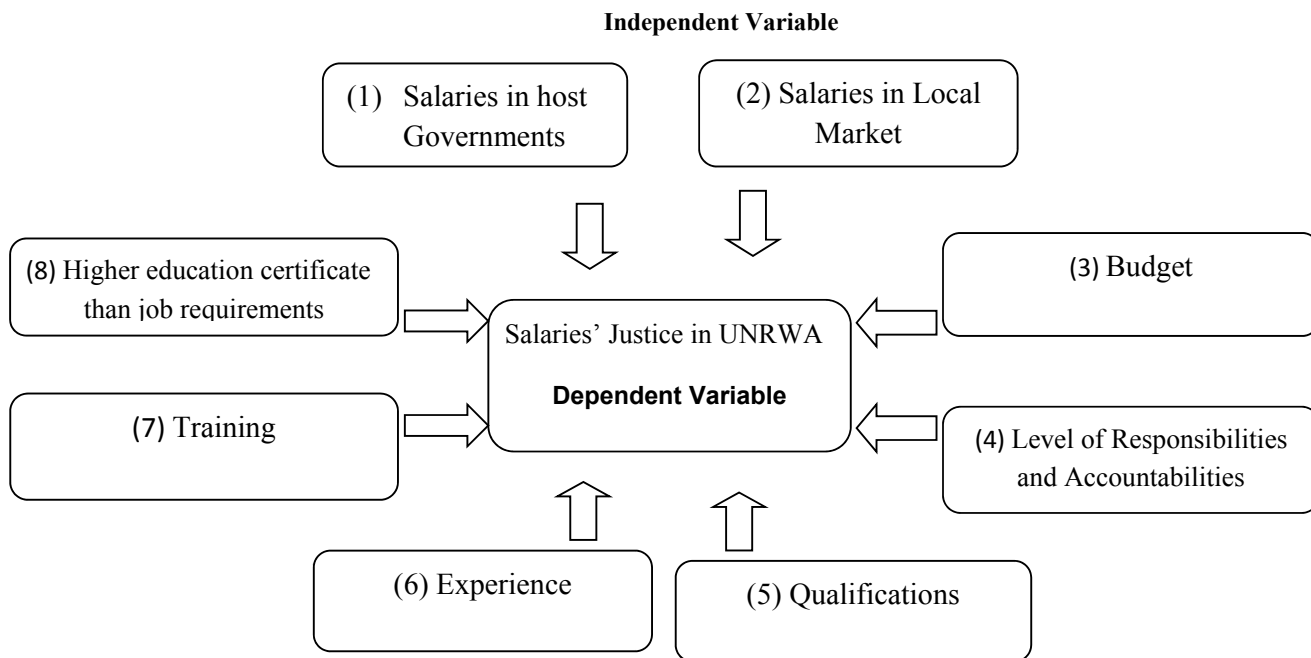 Independent Variable
(1) Salaries in host
Governments
(2) Salaries in Local
Market
(8) Higher education certificate
than job requirements
(3) Budget
Salaries’ Justice in UNRWA
Dependent Variable
(7) Training
(4) Level of Responsibilities
and Accountabilities
(6) Experience
(5) Qualifications